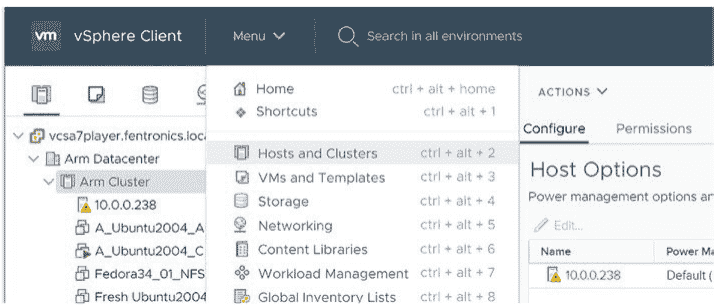 vm vSphere Client Menu Search in all environments
vcsa7player.fentronics.loca
Arm Datacenter
Arm Cluster
10.0.0.238
A_Ubuntu2004_A
A_Ubuntu2004_C
Fedora34_01_NFS
Fresh Ubuntu2004
Home ctrl + alt + home
Shortcuts ctrl + alt + 1
Hosts and Clusters ctrl + alt + 2
VMs and Templates ctrl + alt + 3
Storage ctrl + alt + 4
Networking ctrl + alt + 5
Content Libraries ctrl + alt + 6
Workload Management ctrl + alt + 7
Global Inventory Lists ctrl + alt + 8
ACTIONS
Configure Permissions
Host Options
Power management options an
Edit...
Name Power Ma
10.0.0.238 Default (